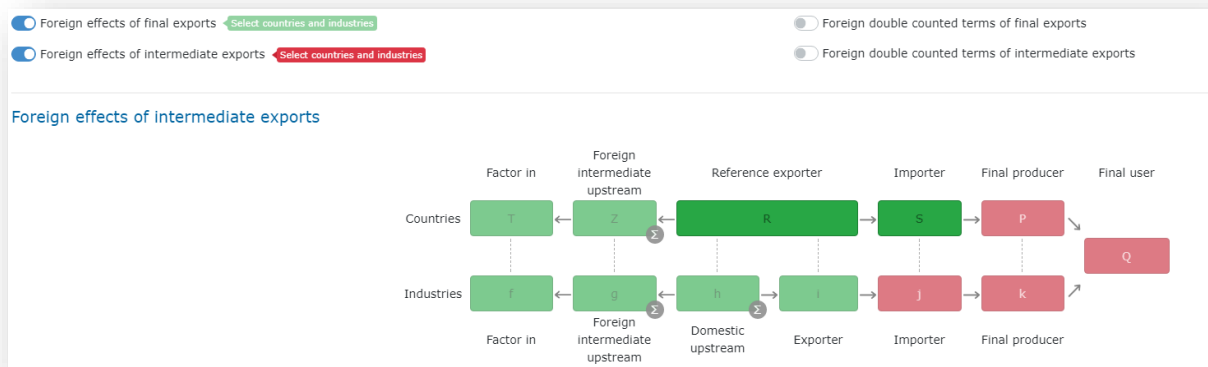 Foreign effects of final exports Select countries and industries
Foreign double counted terms of final exports
Foreign effects of intermediate exports Select countries and industries
Foreign double counted terms of intermediate exports
Foreign effects of intermediate exports
Factor in
Foreign
intermediate
upstream
Reference exporter
Importer
Final producer
Final user
Countries
T
Z
Σ
R
S
P
Q
Industries
f
g
Σ
h
Σ
i
j
k
Factor in
Foreign
intermediate
upstream
Domestic
upstream
Exporter
Importer
Final producer